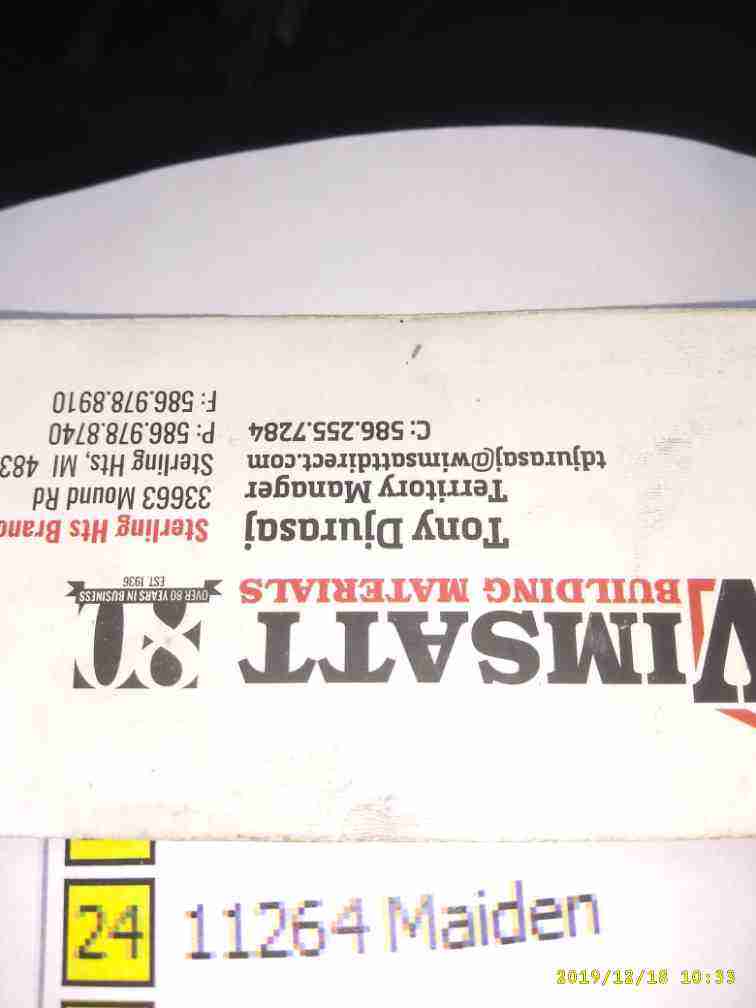 WIMSATT
BUILDING MATERIALS
80
OVER 80 YEARS IN BUSINESS
EST 1936
Tony Djurasaj
Territory Manager
tdjurasaj@wimsattdirect.com
C: 586.255.7284
Sterling Hts Branc
33663 Mound Rd
Sterling Hts, MI 483
P: 586.978.8740
F: 586.978.8910
24 11264 Maiden
2019/12/18 10:33